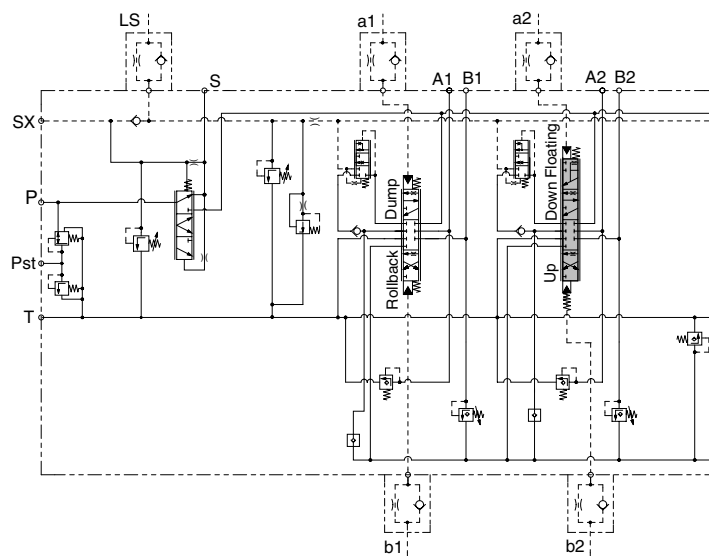 LS
a1
a2
S
A1
B1
A2
B2
SX
P
Pst
T
Dump
Rollback
Down Floating
Up
b1
b2